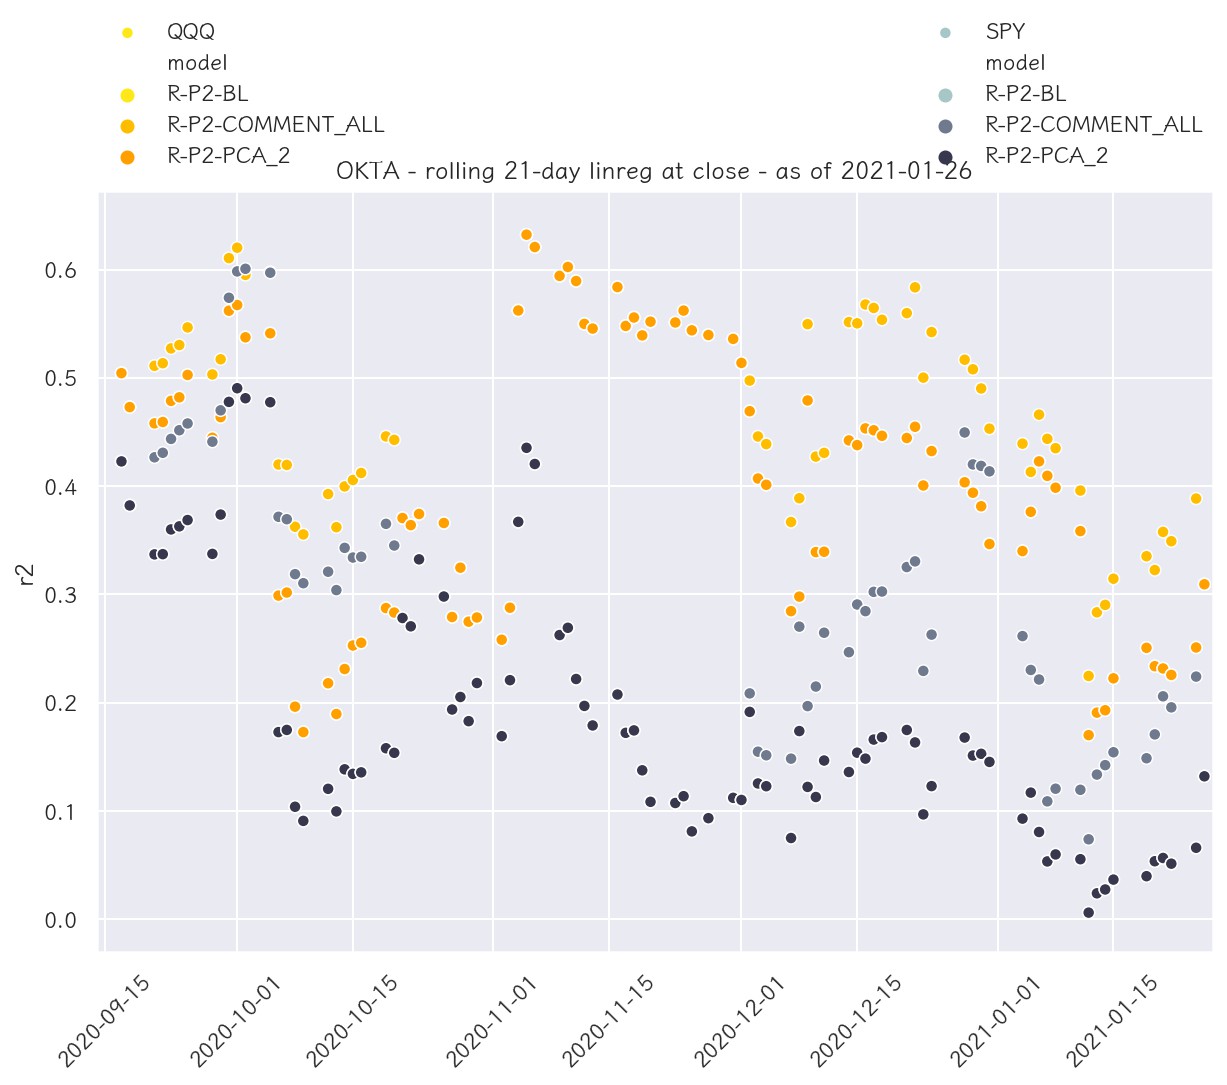 QQQ
model
R-P2-BL
R-P2-COMMENT_ALL
R-P2-PCA_2
SPY
model
R-P2-BL
R-P2-COMMENT_ALL
R-P2-PCA_2
OKTA - rolling 21-day linreg at close - as of 2021-01-26
0.6
0.5
0.4
0.3
0.2
0.1
0.0
r2
2020-09-15
2020-10-01
2020-10-15
2020-11-01
2020-11-15
2020-12-01
2020-12-15
2021-01-01
2021-01-15